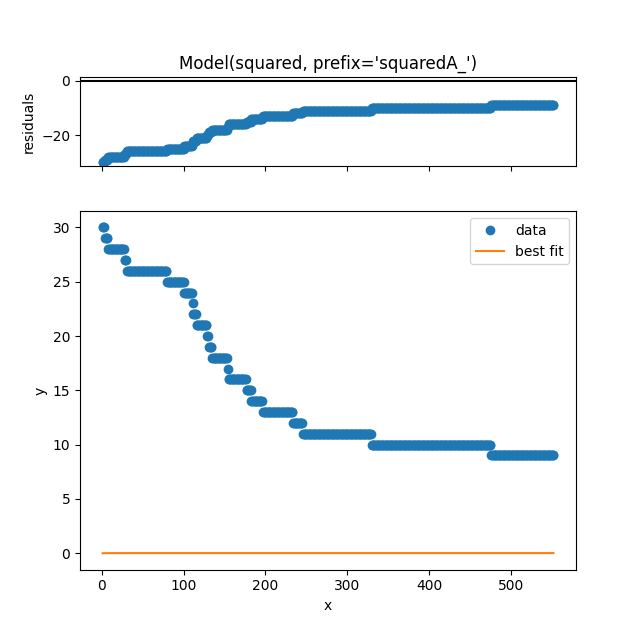 Model(squared, prefix='squaredA_')
0
−20
residuals
data
best fit
30
25
20
15
10
5
0
y
0 100 200 300 400 500
x